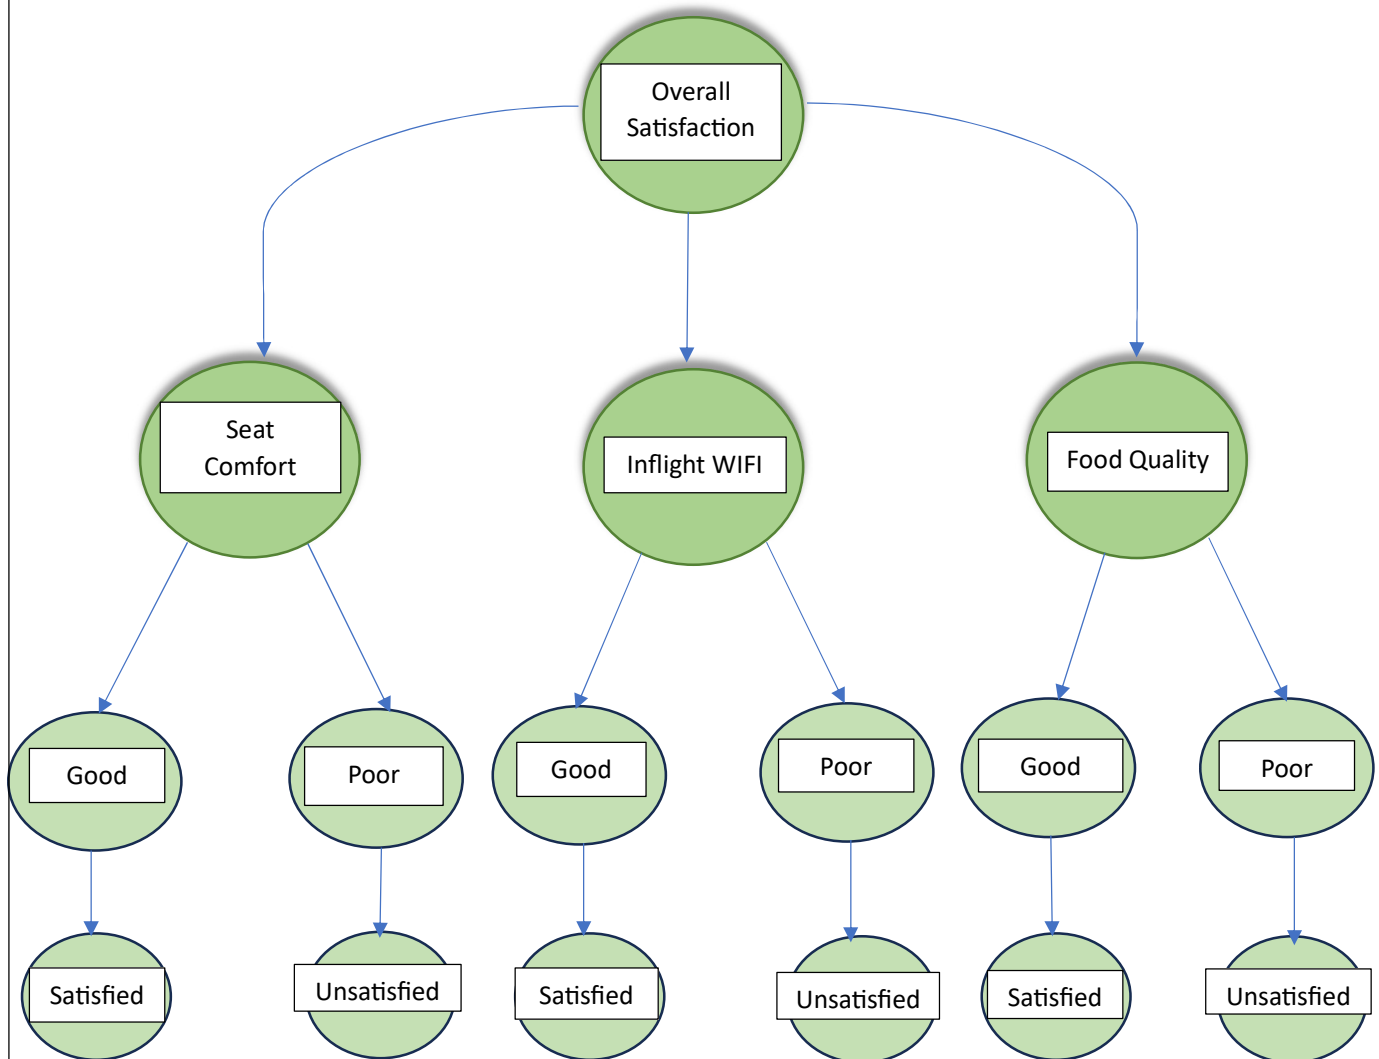 Overall
Satisfaction
Seat
Comfort
Inflight WIFI
Food Quality
Good
Poor
Good
Poor
Good
Poor
Satisfied
Unsatisfied
Satisfied
Unsatisfied
Satisfied
Unsatisfied